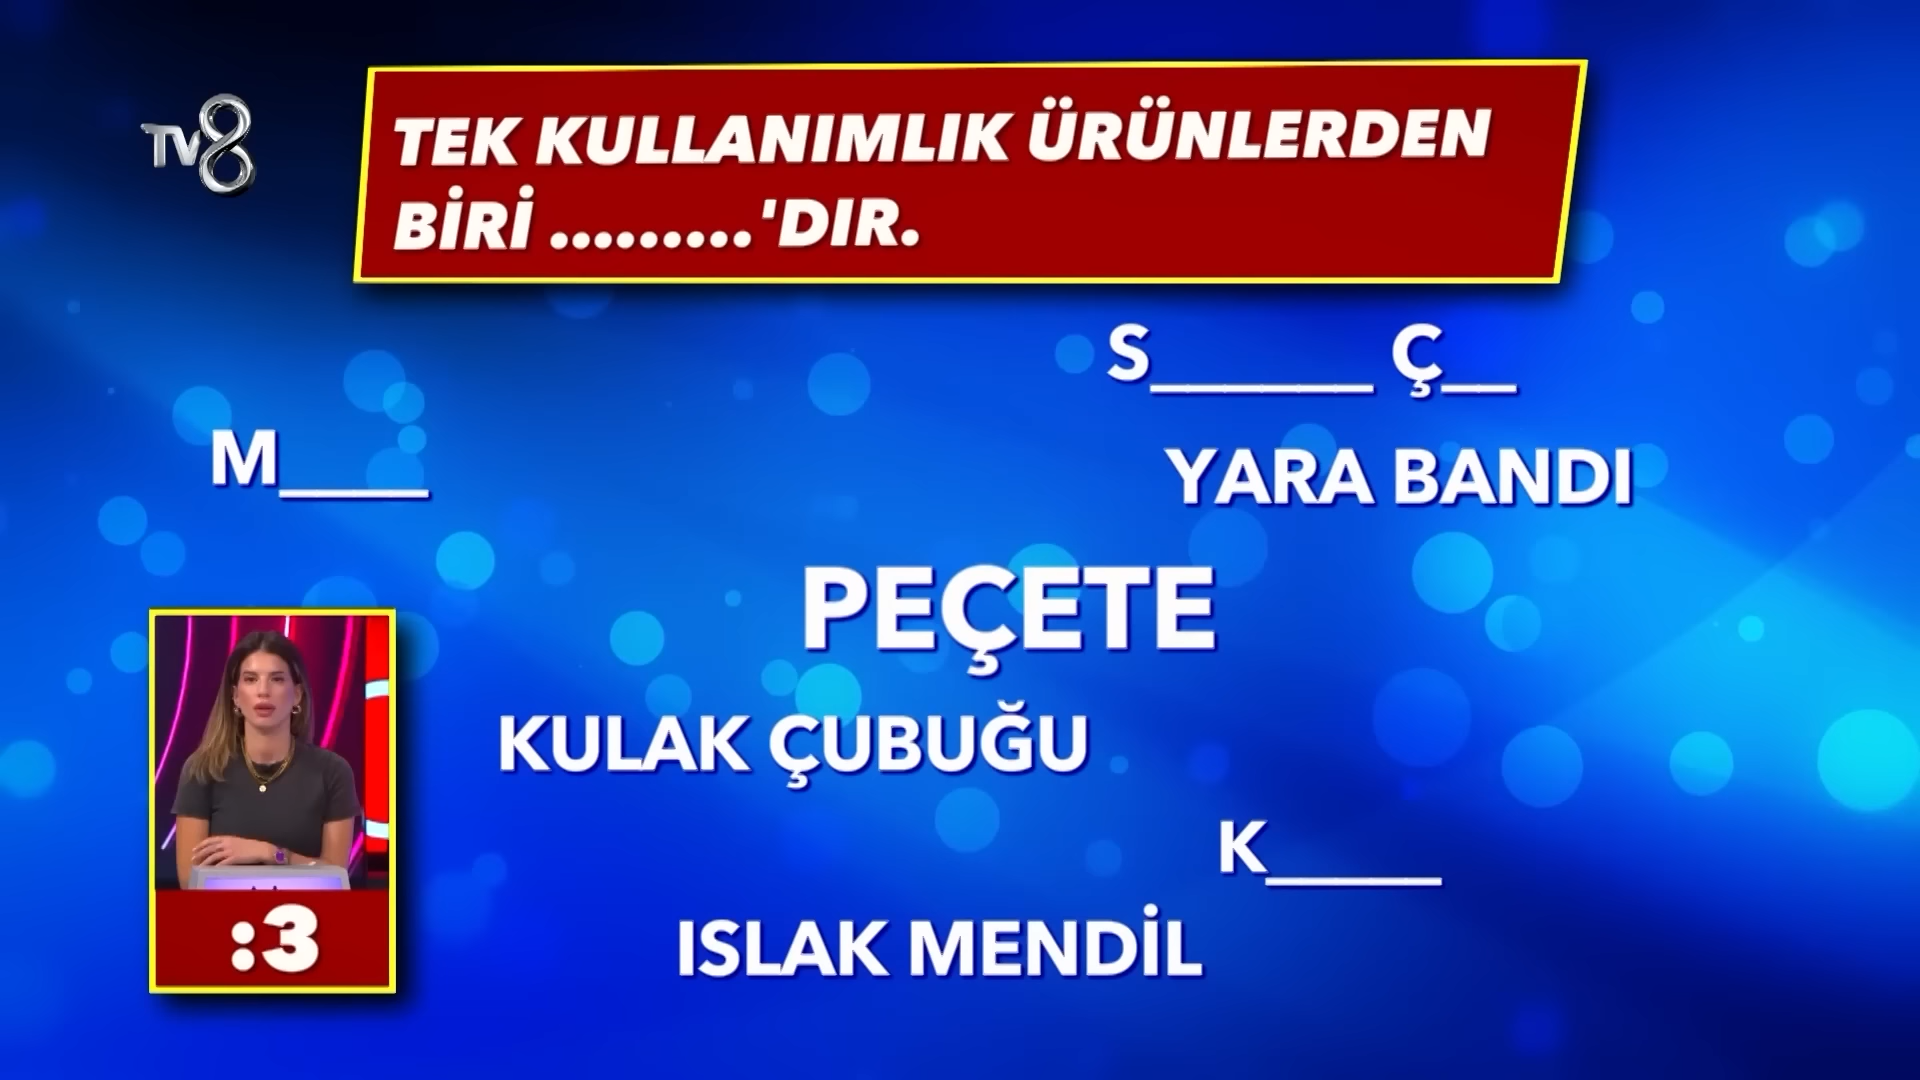 TV8
TEK KULLANIMLIK ÜRÜNLERDEN
BİRİ .........'DIR.
S______ Ç__
M____
YARA BANDI
PEÇETE
KULAK ÇUBUĞU
K_____
ISLAK MENDİL
:3